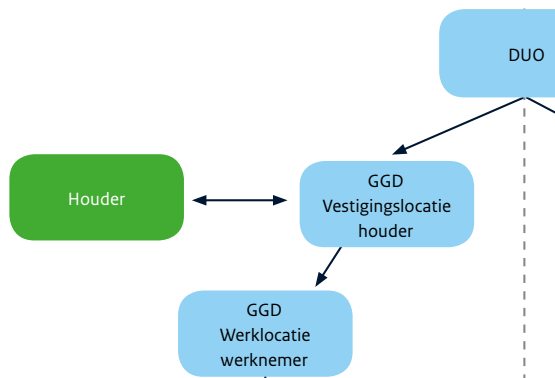 DUO
Houder
GGD
Vestigingslocatie
houder
GGD
Werklocatie
werknemer